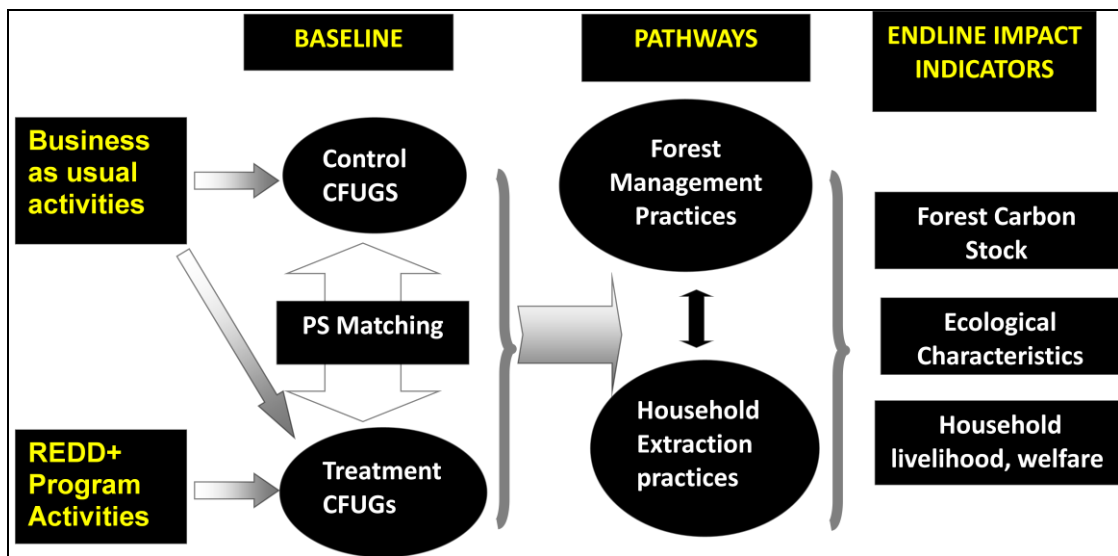 BASELINE
PATHWAYS
ENDLINE IMPACT
INDICATORS
Business
as usual
activities
Control
CFUGS
Forest
Management
Practices
Forest Carbon
Stock
PS Matching
Ecological
Characteristics
REDD+
Program
Activities
Treatment
CFUGs
Household
Extraction
practices
Household
livelihood, welfare